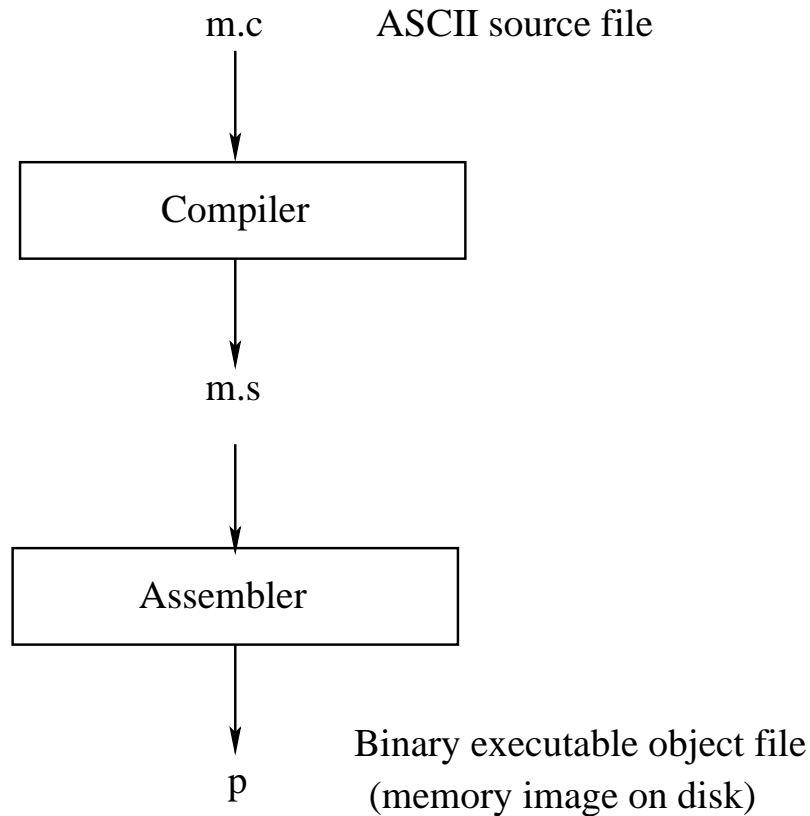 m.c ASCII source file
Compiler
m.s
Assembler
Binary executable object file
p
(memory image on disk)